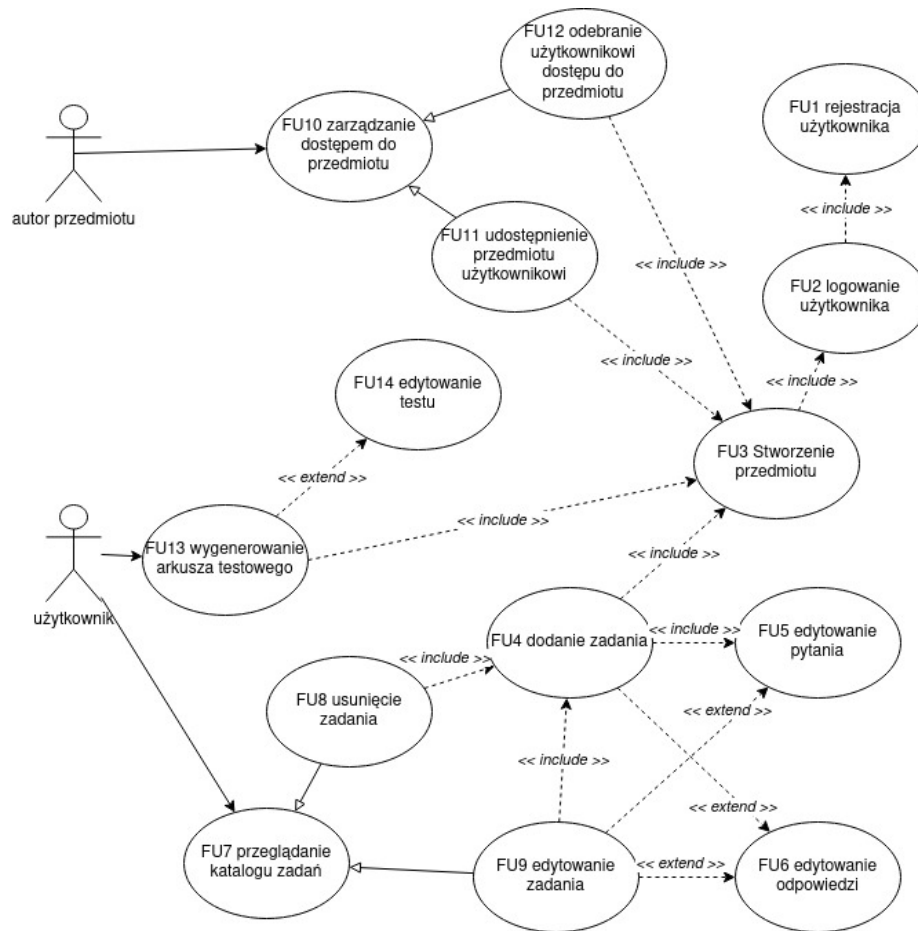 FU12 odebranie
użytkownikowi
dostępu do
przedmiotu
FU1 rejestracja
użytkownika
FU10 zarządzanie
dostępem do
przedmiotu
autor przedmiotu
<< include >>
FU11 udostępnienie
przedmiotu
użytkownikowi
<< include >>
FU2 logowanie
użytkownika
<< include >>
FU14 edytowanie
testu
<< include >>
FU3 Stworzenie
przedmiotu
<< extend >>
<< include >>
FU13 wygenerowanie
arkusza testowego
<< include >>
użytkownik
FU4 dodanie zadania
<< include >>
FU5 edytowanie
pytania
<< include >>
FU8 usunięcie
zadania
<< extend >>
<< include >>
<< extend >>
FU7 przeglądanie
katalogu zadań
FU9 edytowanie
zadania
<< extend >>
FU6 edytowanie
odpowiedzi